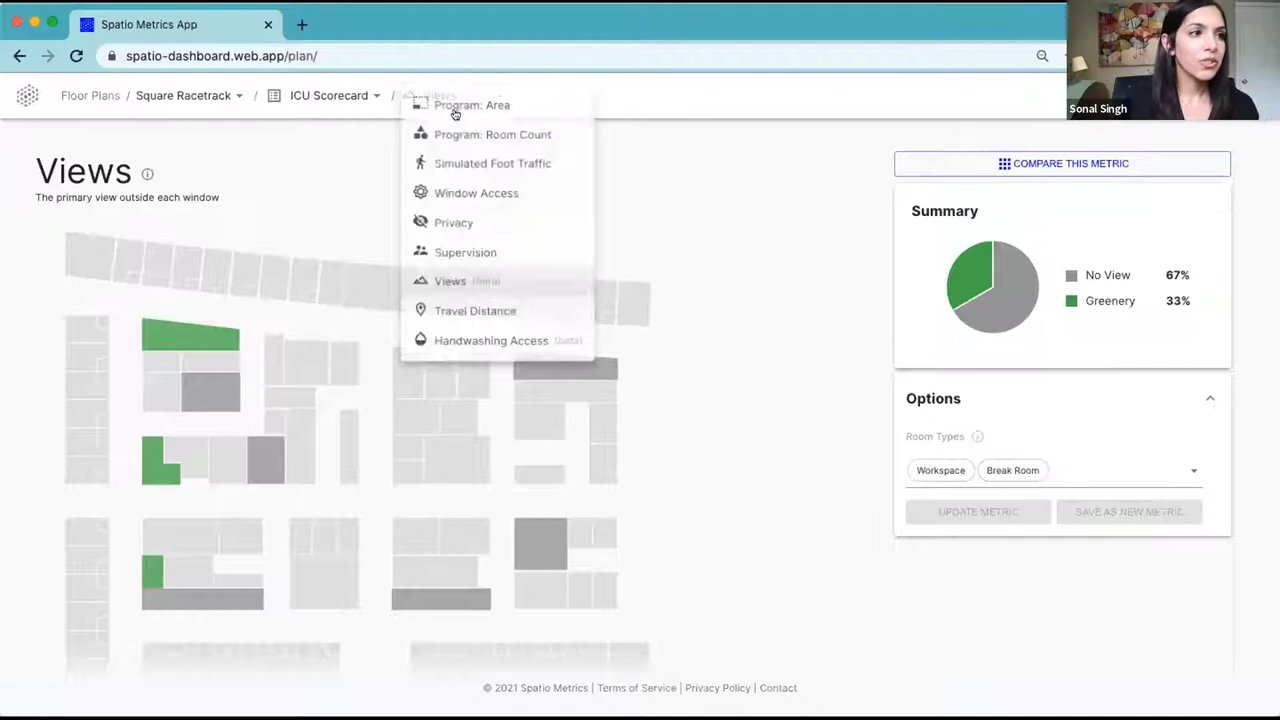 Spatio Metrics App
spatio-dashboard.web.app/plan/
Sonal Singh
Floor Plans / Square Racetrack / ICU Scorecard / Views
Program: Area
Program: Room Count
Simulated Foot Traffic
Window Access
Privacy
Supervision
Views (beta)
Travel Distance
Handwashing Access (beta)
Views
The primary view outside each window
COMPARE THIS METRIC
Summary
No View 67%
Greenery 33%
Options
Room Types
Workspace Break Room
UPDATE METRIC SAVE AS NEW METRIC
© 2021 Spatio Metrics | Terms of Service | Privacy Policy | Contact